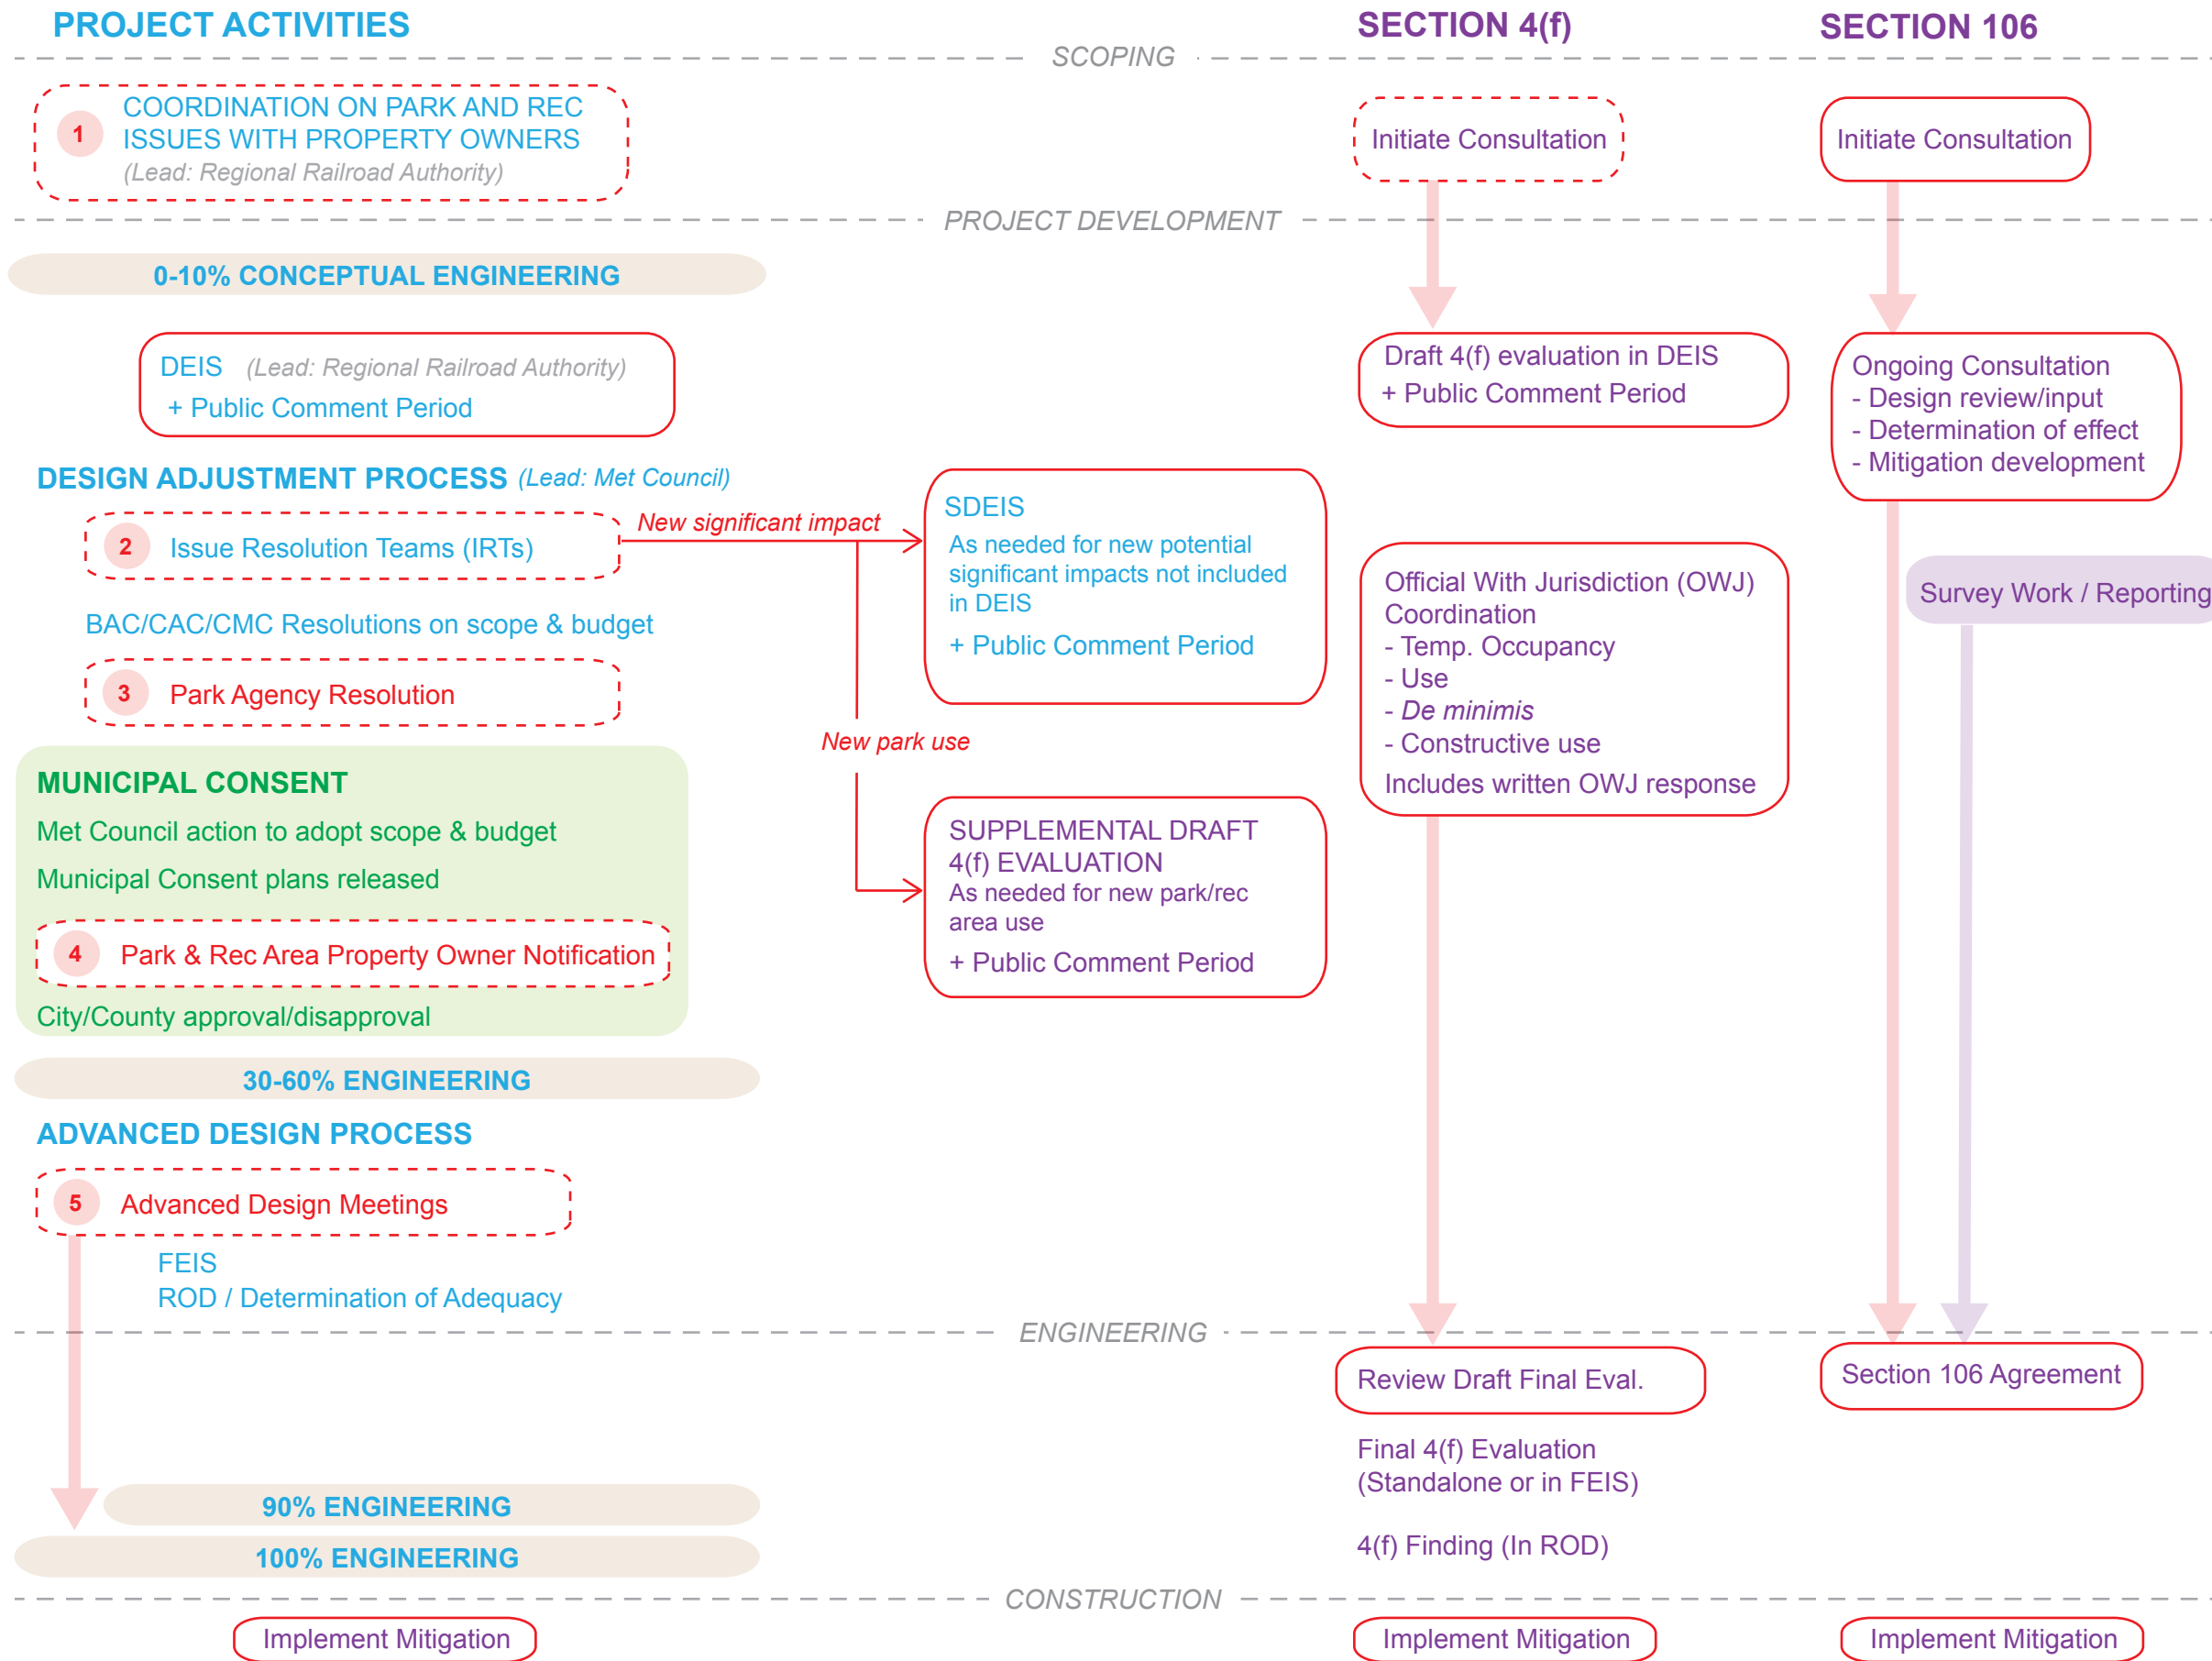 PROJECT ACTIVITIES
SECTION 4(f)
SECTION 106
SCOPING
1
COORDINATION ON PARK AND REC
ISSUES WITH PROPERTY OWNERS
(Lead: Regional Railroad Authority)
Initiate Consultation
Initiate Consultation
PROJECT DEVELOPMENT
0-10% CONCEPTUAL ENGINEERING
DEIS (Lead: Regional Railroad Authority)
+ Public Comment Period
Draft 4(f) evaluation in DEIS
+ Public Comment Period
Ongoing Consultation
- Design review/input
- Determination of effect
- Mitigation development
DESIGN ADJUSTMENT PROCESS (Lead: Met Council)
2 Issue Resolution Teams (IRTs)
New significant impact
BAC/CAC/CMC Resolutions on scope & budget
3 Park Agency Resolution
SDEIS
As needed for new potential
significant impacts not included
in DEIS
+ Public Comment Period
New park use
SUPPLEMENTAL DRAFT
4(f) EVALUATION
As needed for new park/rec
area use
+ Public Comment Period
Official With Jurisdiction (OWJ)
Coordination
- Temp. Occupancy
- Use
- De minimis
- Constructive use
Includes written OWJ response
Survey Work / Reporting
MUNICIPAL CONSENT
Met Council action to adopt scope & budget
Municipal Consent plans released
4 Park & Rec Area Property Owner Notification
City/County approval/disapproval
30-60% ENGINEERING
ADVANCED DESIGN PROCESS
5 Advanced Design Meetings
FEIS
ROD / Determination of Adequacy
ENGINEERING
Review Draft Final Eval.
Section 106 Agreement
Final 4(f) Evaluation
(Standalone or in FEIS)
4(f) Finding (In ROD)
90% ENGINEERING
100% ENGINEERING
CONSTRUCTION
Implement Mitigation
Implement Mitigation
Implement Mitigation